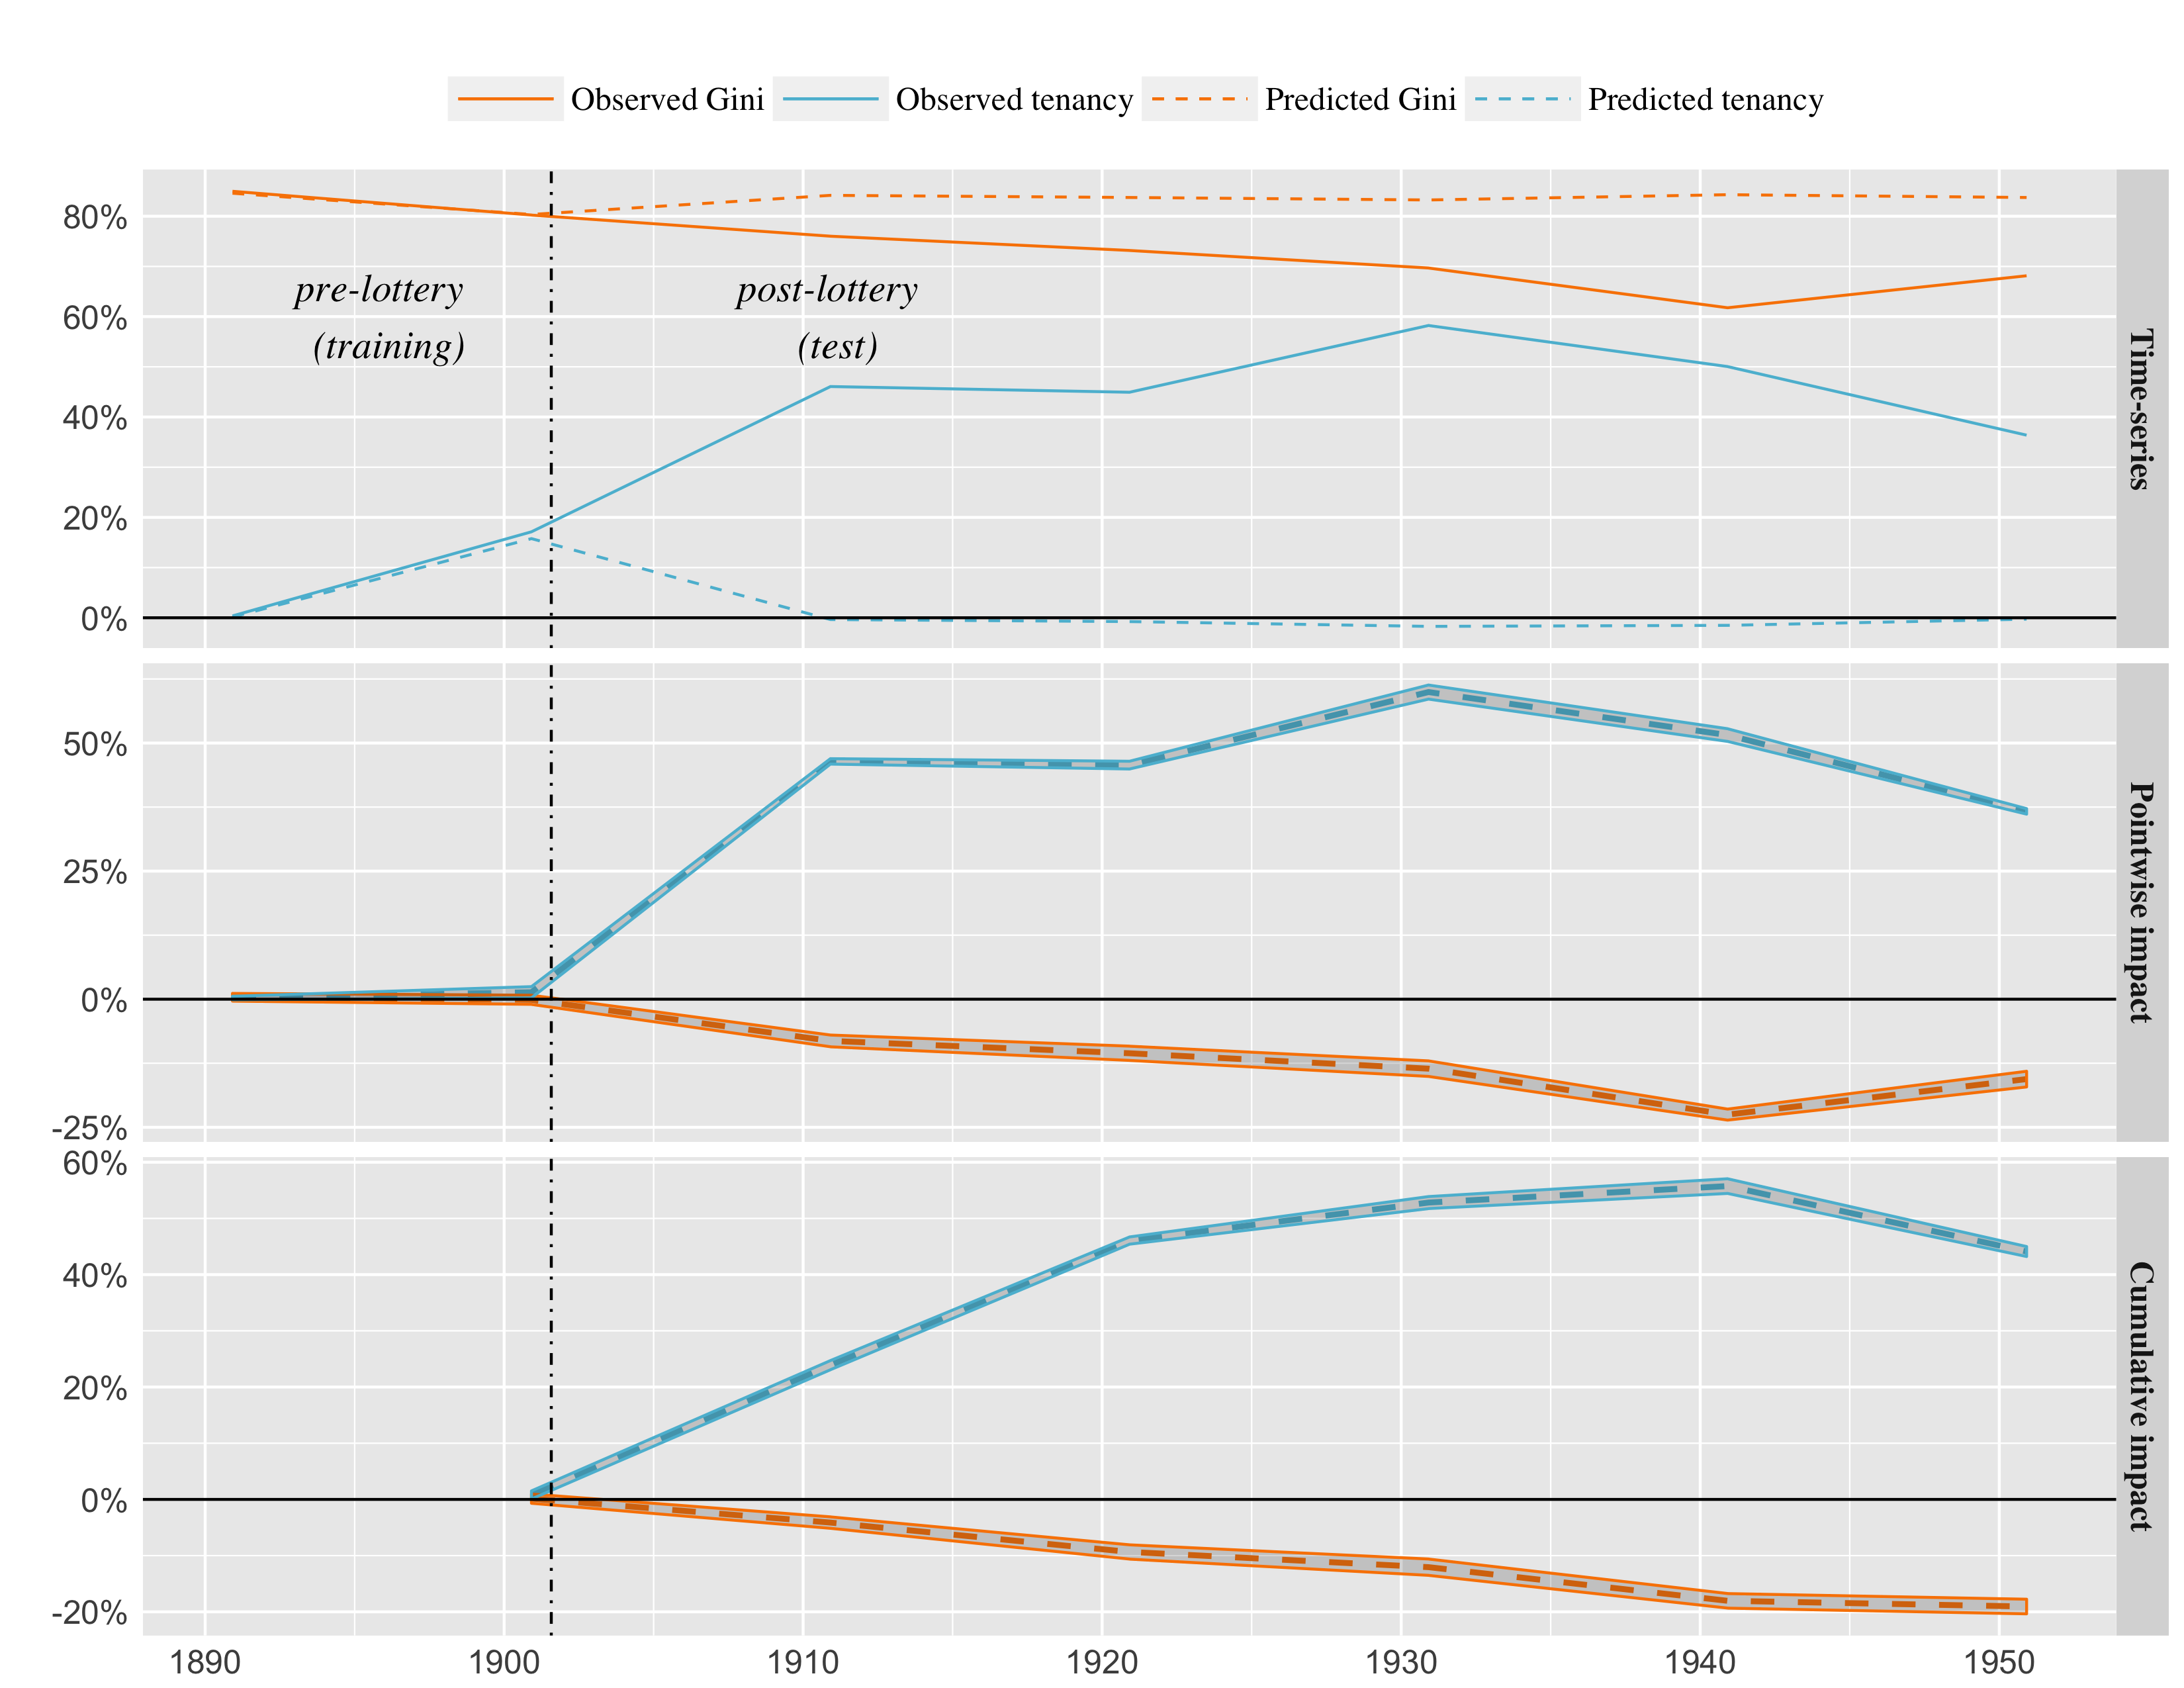 Observed Gini Observed tenancy Predicted Gini Predicted tenancy
80%
60%
40%
20%
0%
pre-lottery
(training)
post-lottery
(test)
Time-series
50%
25%
0%
-25%
Pointwise impact
60%
40%
20%
0%
-20%
Cumulative impact
1890 1900 1910 1920 1930 1940 1950